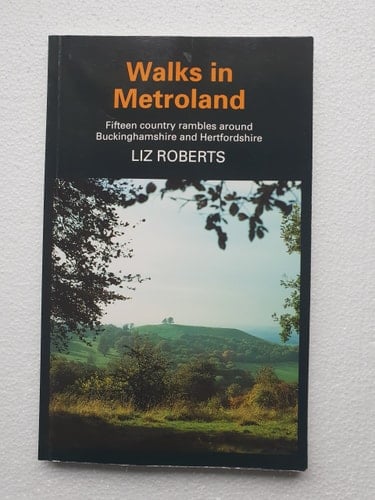 Walks in
Metroland
Fifteen country rambles around
Buckinghamshire and Hertfordshire
LIZ ROBERTS